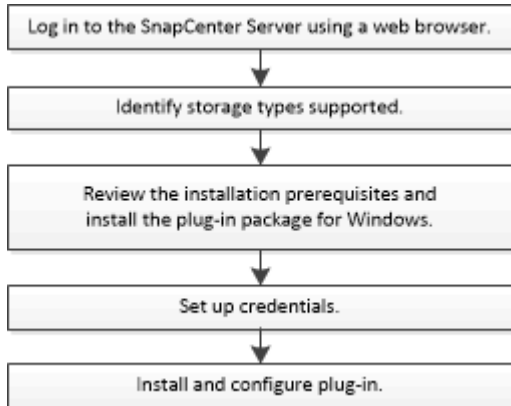 Log in to the SnapCenter Server using a web browser.
Identify storage types supported.
Review the installation prerequisites and
install the plug-in package for Windows.
Set up credentials.
Install and configure plug-in.